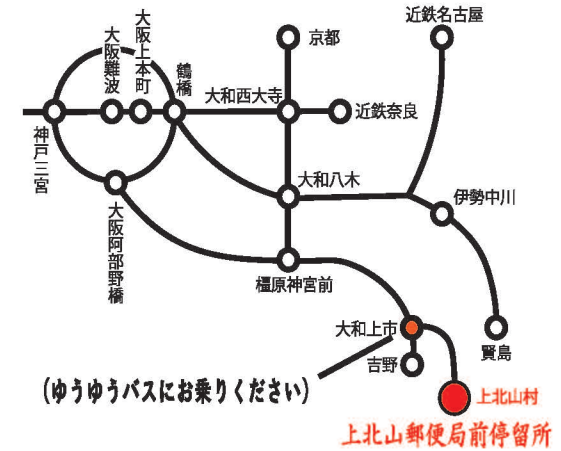 近鉄名古屋
京都
大阪上本町
大阪難波
鶴橋
大和西大寺
近鉄奈良
神戸三宮
大和八木
伊勢中川
大阪阿部野橋
橿原神宮前
大和上市
賢島
吉野
(ゆうゆうバスにお乗りください)
上北山村
上北山郵便局前停留所